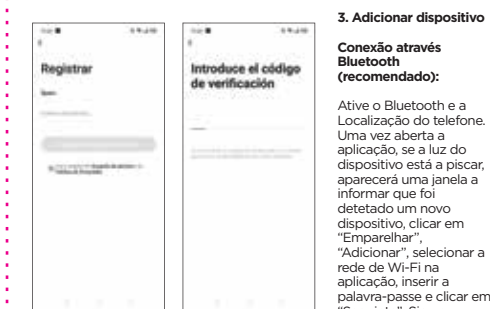 Registrar
Introduce el código
de verificación
3. Adicionar dispositivo
Conexão através
Bluetooth
(recomendado):
Ative o Bluetooth e a
Localização do telefone.
Uma vez aberta a
aplicação, se a luz do
dispositivo está a piscar,
aparecerá uma janela a
informar que foi
detetado um novo
dispositivo, clicar em
“Emparelhar”,
“Adicionar”, selecionar a
rede de Wi-Fi na
aplicação, inserir a
palavra-passe e clicar em